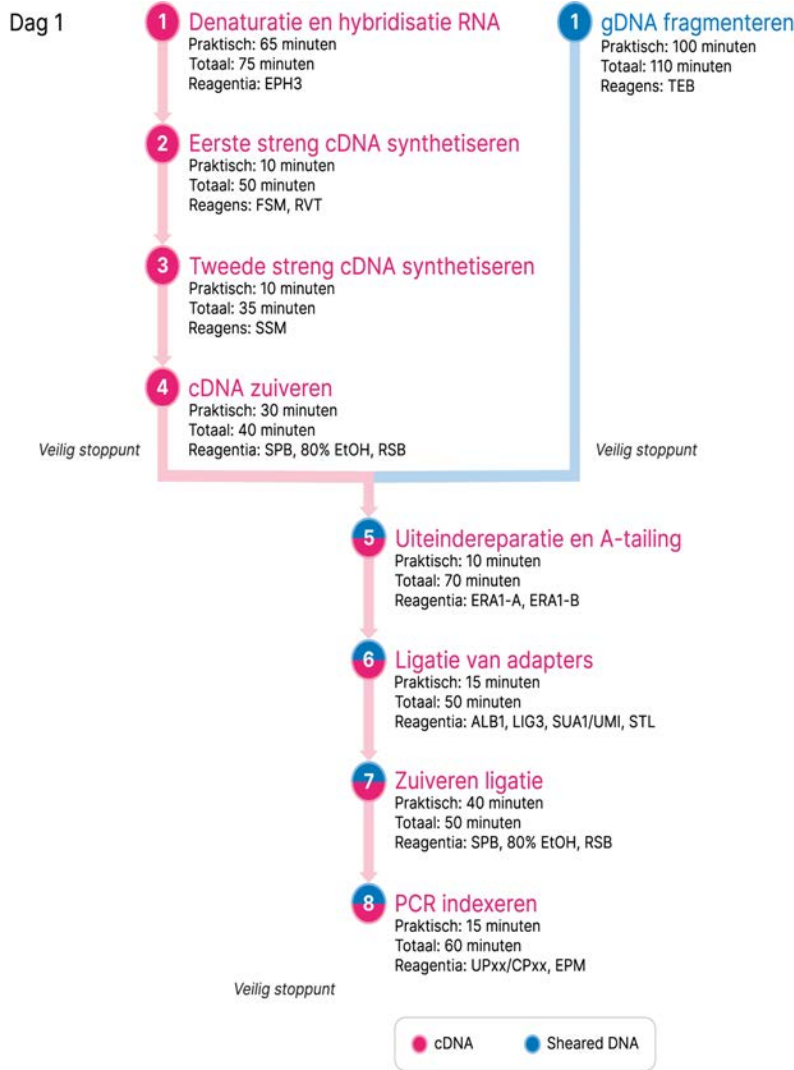 Dag 1
1 Denaturatie en hybridisatie RNA
Praktisch: 65 minuten
Totaal: 75 minuten
Reagentia: EPH3
1 gDNA fragmenteren
Praktisch: 100 minuten
Totaal: 110 minuten
Reagens: TEB
2 Eerste streng cDNA synthetiseren
Praktisch: 10 minuten
Totaal: 50 minuten
Reagens: FSM, RVT
3 Tweede streng cDNA synthetiseren
Praktisch: 10 minuten
Totaal: 35 minuten
Reagens: SSM
4 cDNA zuiveren
Praktisch: 30 minuten
Totaal: 40 minuten
Reagentia: SPB, 80% EtOH, RSB
Veilig stoppunt
Veilig stoppunt
5 Uiteindereparatie en A-tailing
Praktisch: 10 minuten
Totaal: 70 minuten
Reagentia: ERA1-A, ERA1-B
6 Ligatie van adapters
Praktisch: 15 minuten
Totaal: 50 minuten
Reagentia: ALB1, LIG3, SUA1/UMI, STL
7 Zuiveren ligatie
Praktisch: 40 minuten
Totaal: 50 minuten
Reagentia: SPB, 80% EtOH, RSB
8 PCR indexeren
Praktisch: 15 minuten
Totaal: 60 minuten
Reagentia: UPxx/CPxx, EPM
Veilig stoppunt
cDNA
Sheared DNA